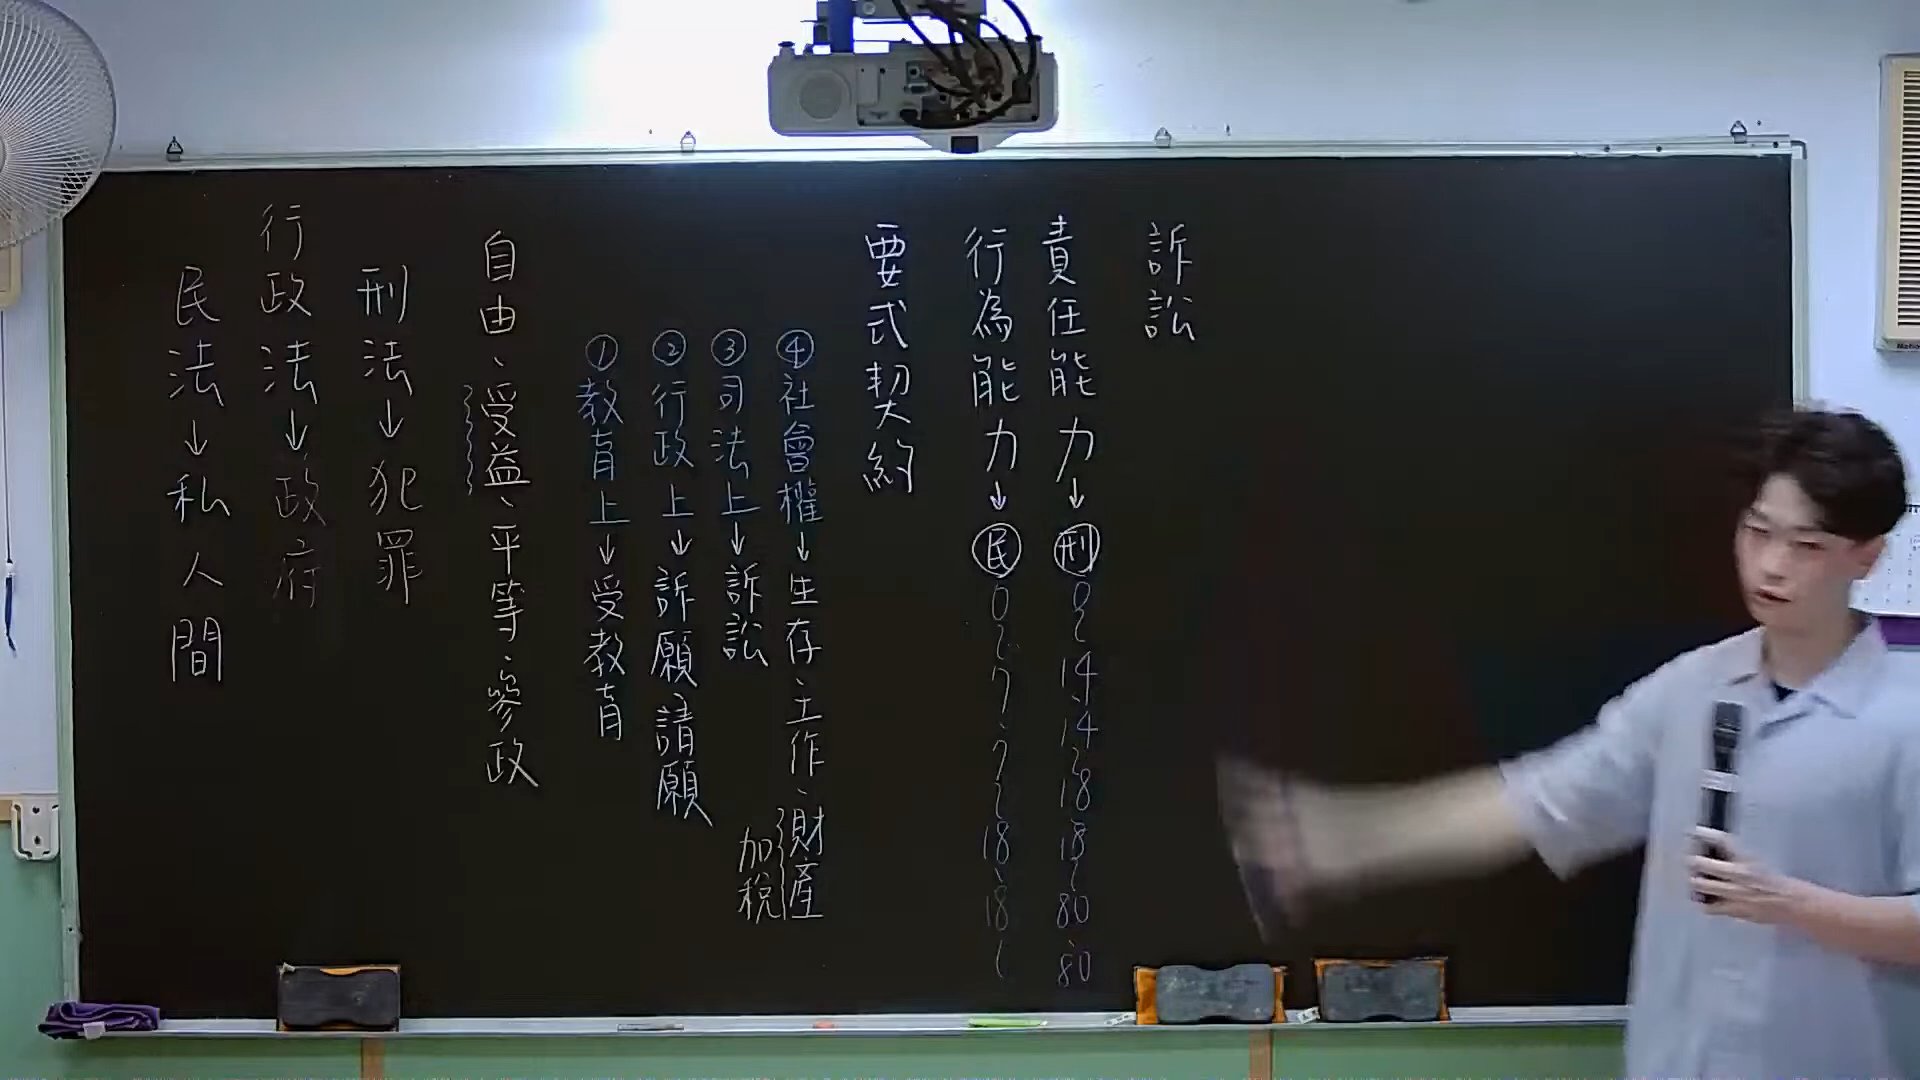 訴訟
責任能力→刑 0~14、14~18、18~80、80
行為能力→民 0~7、7~18、18~
要式契約
④社會權→生存、工作、財產
加稅
③司法上→訴訟
②行政上→訴願、請願
①教育上→受教育
自由、受益、平等、參政
刑法→犯罪
行政法→政府
民法→私人間